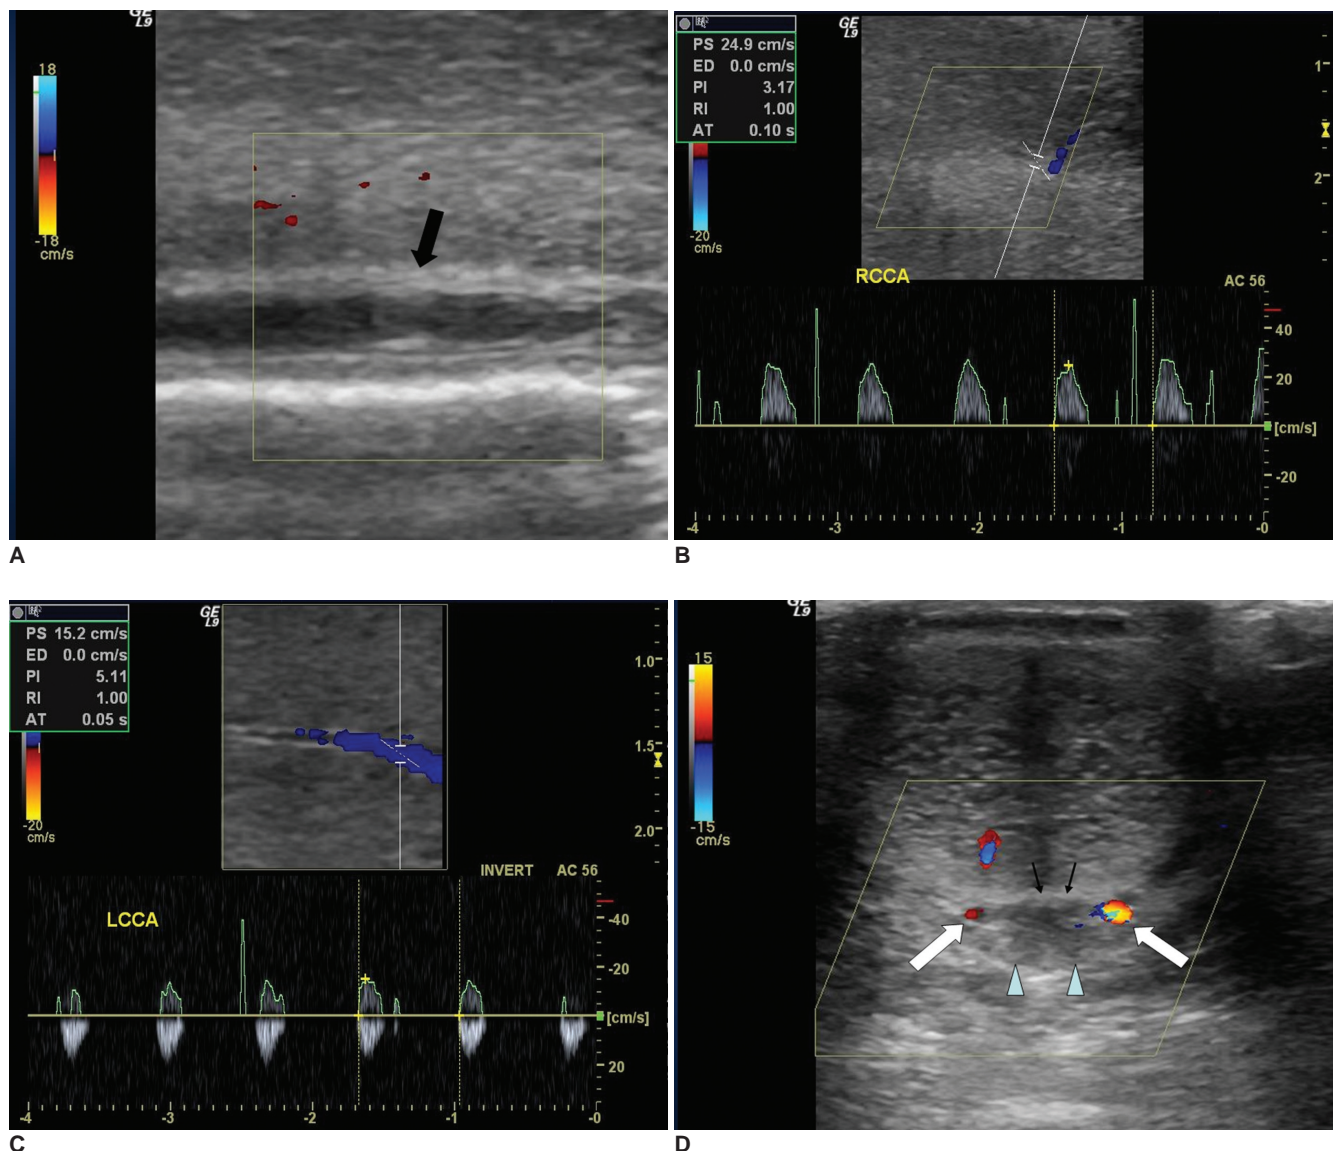 GE
L9
18
-18
cm/s
A
PS 24.9 cm/s
ED 0.0 cm/s
PI 3.17
RI 1.00
AT 0.10 s
GE
L9
1
2
-20
cm/s
RCCA
AC 56
40
20
[cm/s]
-20
-4 -3 -2 -1 -0
B
PS 15.2 cm/s
ED 0.0 cm/s
PI 5.11
RI 1.00
AT 0.05 s
GE
L9
1.0
1.5
2.0
-20
cm/s
INVERT AC 56
LCCA
-40
-20
[cm/s]
20
-4 -3 -2 -1 -0
C
GE
L9
15
-15
cm/s
D